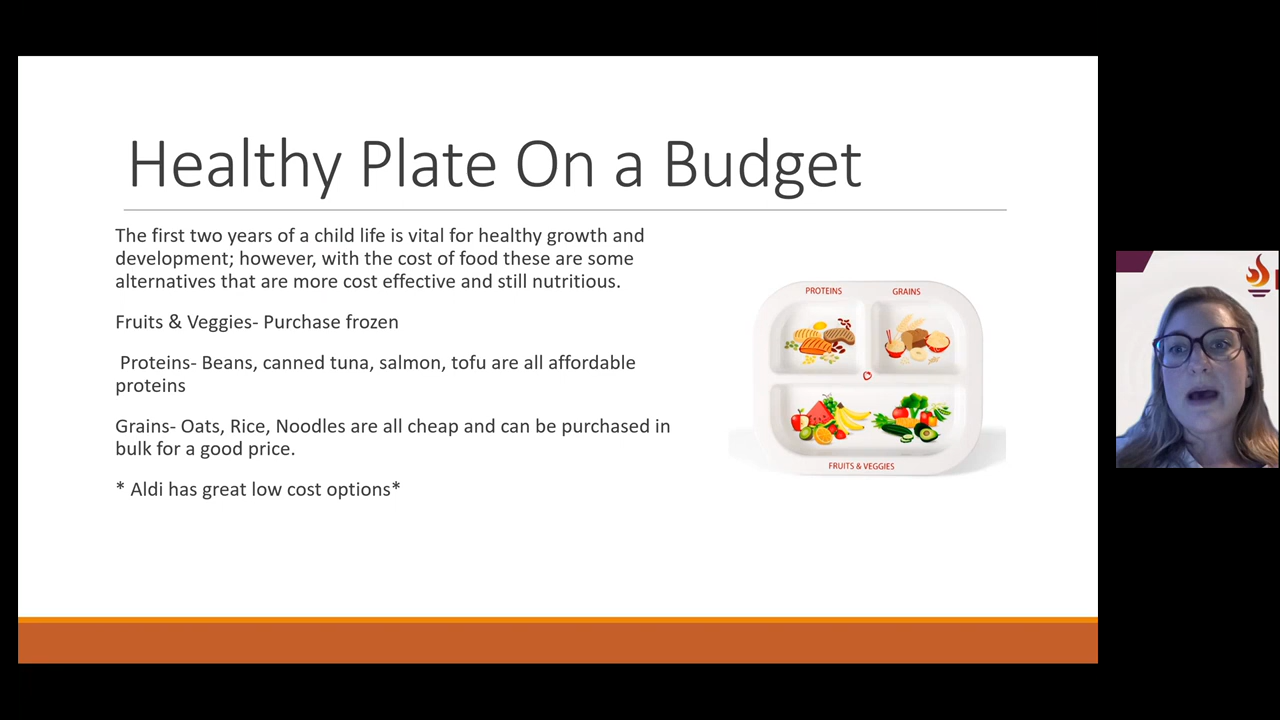 Healthy Plate On a Budget
The first two years of a child life is vital for healthy growth and
development; however, with the cost of food these are some
alternatives that are more cost effective and still nutritious.
Fruits & Veggies- Purchase frozen
Proteins- Beans, canned tuna, salmon, tofu are all affordable
proteins
Grains- Oats, Rice, Noodles are all cheap and can be purchased in
bulk for a good price.
* Aldi has great low cost options*
PROTEINS
GRAINS
FRUITS & VEGGIES